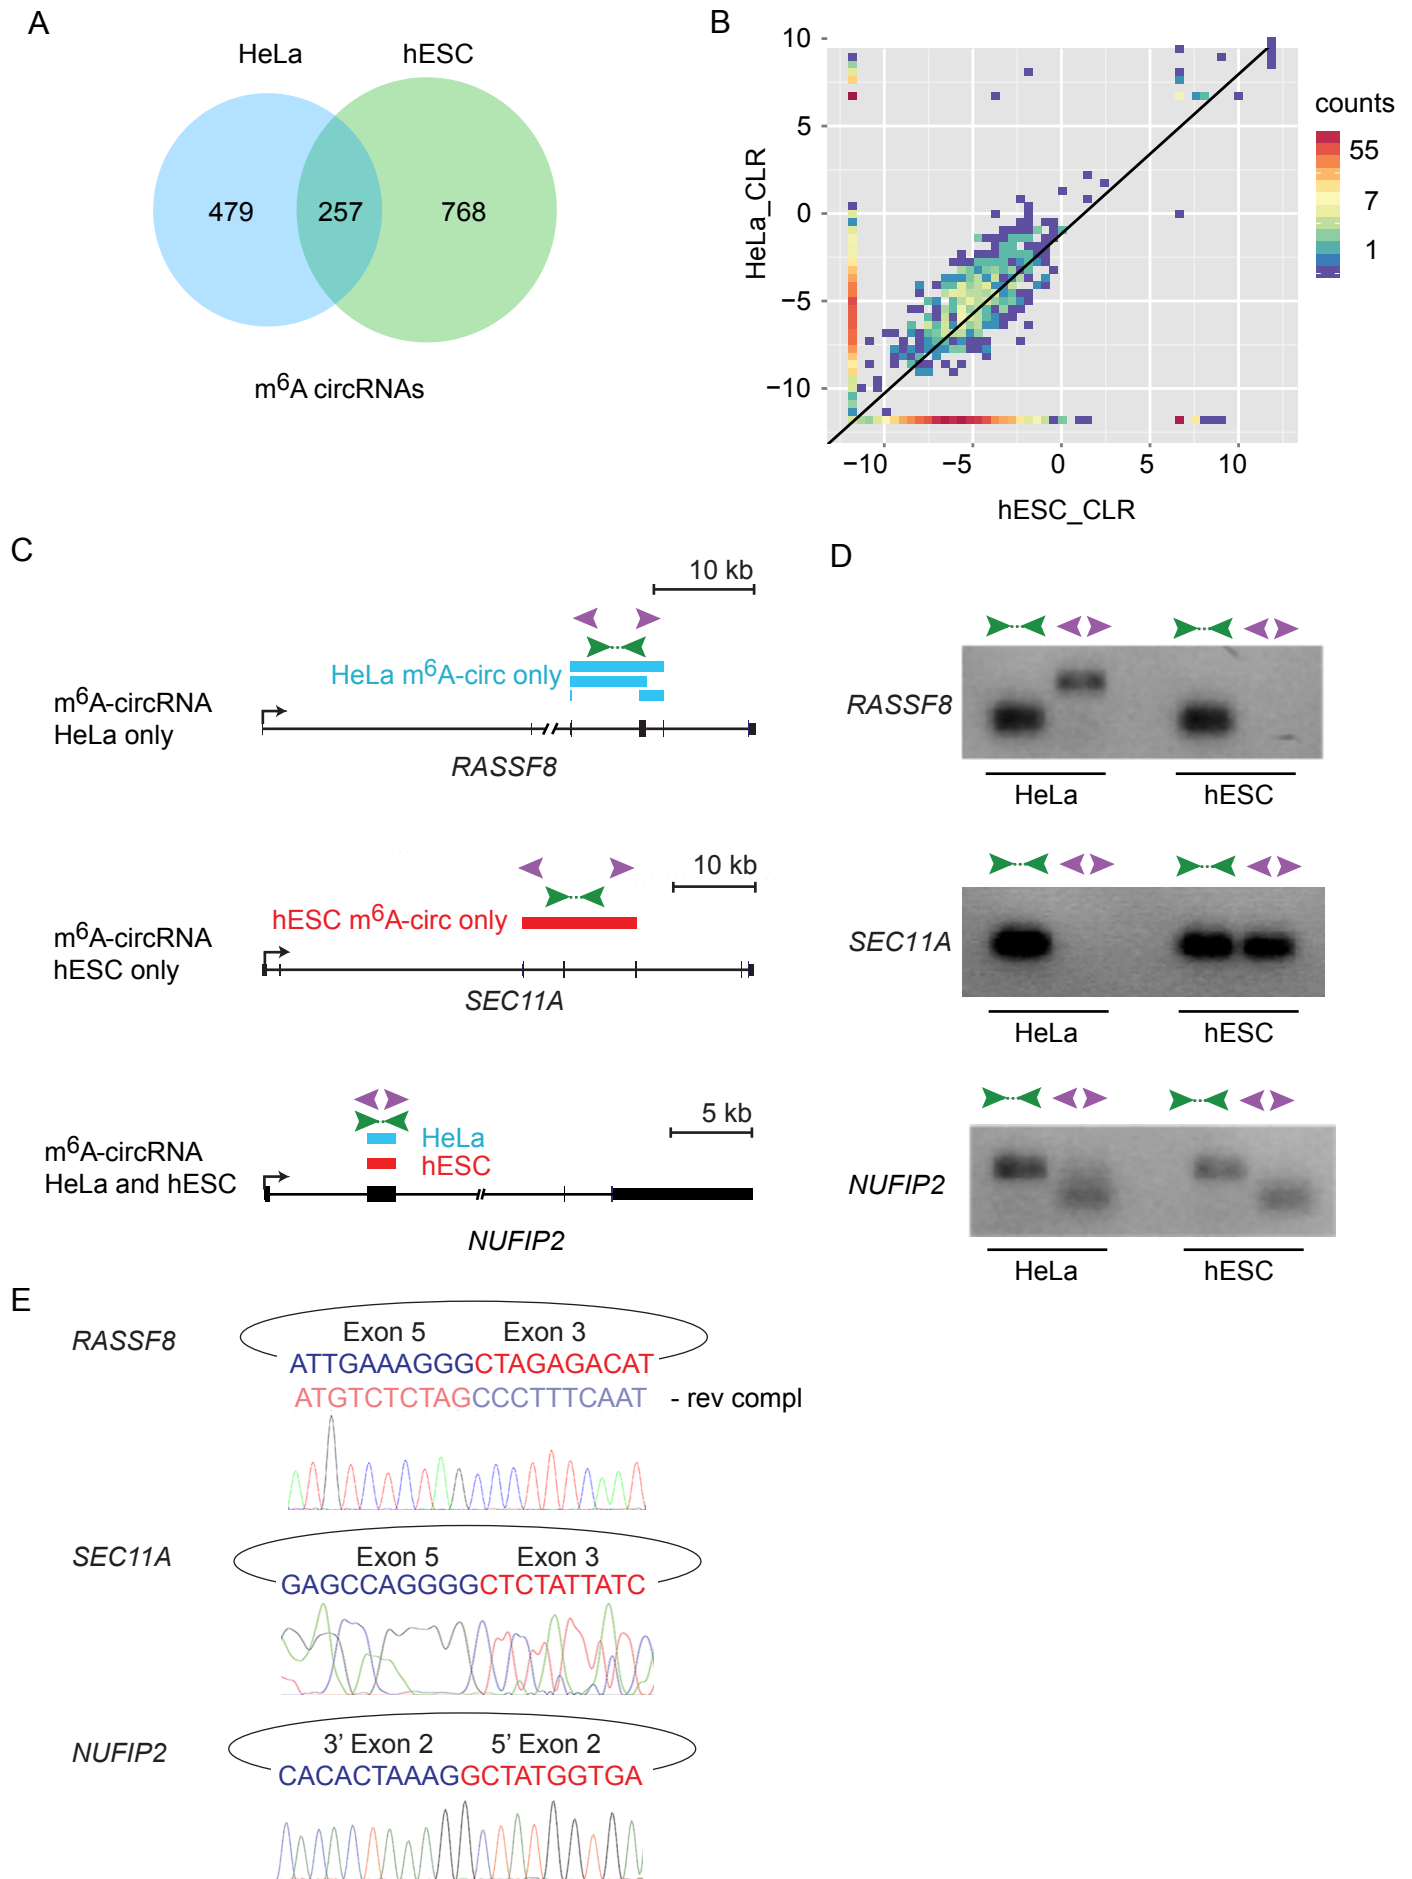 A
HeLa
hESC
479
257
768
m6A circRNAs
B
10
5
0
−5
−10
HeLa_CLR
−10
−5
0
5
10
hESC_CLR
counts
55
7
1
C
10 kb
HeLa m6A-circ only
m6A-circRNA
HeLa only
RASSF8
10 kb
hESC m6A-circ only
m6A-circRNA
hESC only
SEC11A
5 kb
HeLa
hESC
m6A-circRNA
HeLa and hESC
NUFIP2
D
RASSF8
HeLa
hESC
SEC11A
HeLa
hESC
NUFIP2
HeLa
hESC
E
RASSF8
Exon 5
Exon 3
ATTGAAAGGGCTAGAGACAT
ATGTCTCTAGCCCTTTCAAT
- rev compl
SEC11A
Exon 5
Exon 3
GAGCCAGGGGCTCTATTATC
NUFIP2
3' Exon 2
5' Exon 2
CACACTAAAGGCTATGGTGA